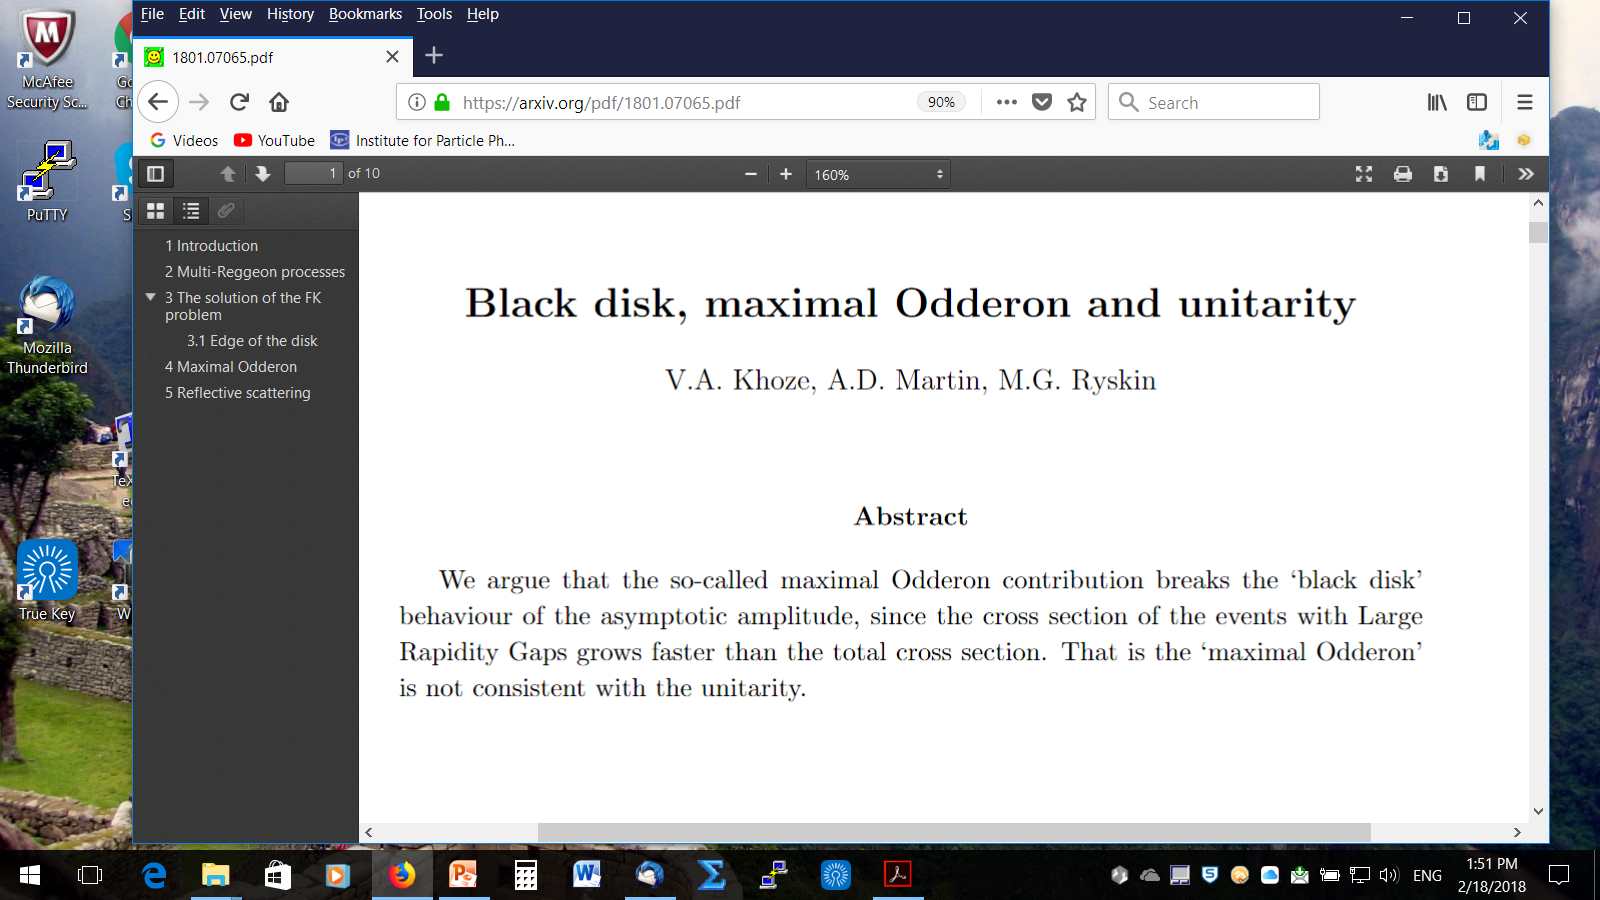 File Edit View History Bookmarks Tools Help
1801.07065.pdf
https://arxiv.org/pdf/1801.07065.pdf 90% Search
Videos YouTube Institute for Particle Ph...
1 of 10 160%
1 Introduction
2 Multi-Reggeon processes
3 The solution of the FK
problem
3.1 Edge of the disk
4 Maximal Odderon
5 Reflective scattering
Black disk, maximal Odderon and unitarity
V.A. Khoze, A.D. Martin, M.G. Ryskin
Abstract
We argue that the so-called maximal Odderon contribution breaks the ‘black disk’
behaviour of the asymptotic amplitude, since the cross section of the events with Large
Rapidity Gaps grows faster than the total cross section. That is the ‘maximal Odderon’
is not consistent with the unitarity.
McAfee
Security Sc...
PuTTY
Mozilla
Thunderbird
True Key
Go
Ch
S
TeX
e
W
ENG
1:51 PM
2/18/2018